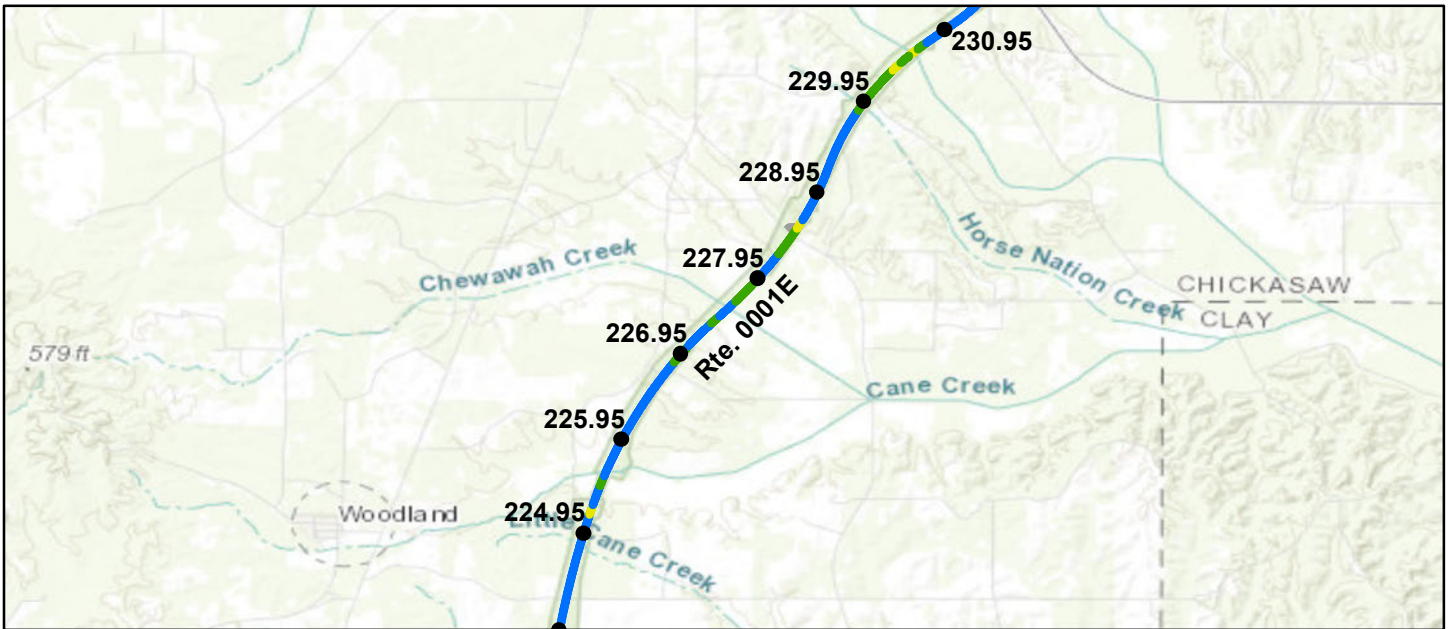 230.95
229.95
228.95
Horse Nation Creek
Chewawah Creek
227.95
CHICKASAW
CLAY
Rte. 0001E
226.95
579 ft
Cane Creek
225.95
Woodland
224.95
Little Cane Creek